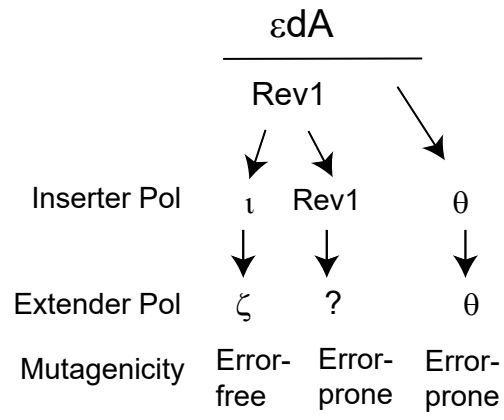 εdA
Rev1
Inserter Pol ι Rev1 θ
Extender Pol ζ ? θ
Mutagenicity Error- Error- Error-
free prone prone